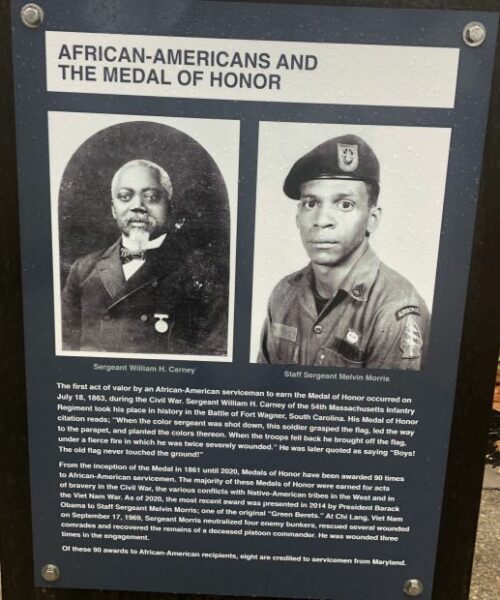 AFRICAN-AMERICANS AND
THE MEDAL OF HONOR
AIRBORNE
Sergeant William H. Carney
Staff Sergeant Melvin Morris
The first act of valor by an African-American serviceman to earn the Medal of Honor occurred on
July 18, 1863, during the Civil War. Sergeant William H. Carney of the 54th Massachusetts Infantry
Regiment took his place in history in the Battle of Fort Wagner, South Carolina. His Medal of Honor
citation reads; "When the color sergeant was shot down, this soldier grasped the flag, led the way
to the parapet, and planted the colors thereon. When the troops fell back he brought off the flag,
under a fierce fire in which he was twice severely wounded." He was later quoted as saying "Boys!
The old flag never touched the ground!"
From the inception of the Medal in 1861 until 2020, Medals of Honor have been awarded 90 times
to African-American servicemen. The majority of these Medals of Honor were earned for acts
of bravery in the Civil War, the various conflicts with Native-American tribes in the West and in
the Viet Nam War. As of 2020, the most recent award was presented in 2014 by President Barack
Obama to Staff Sergeant Melvin Morris; one of the original "Green Berets." At Chi Lang, Viet Nam
on September 17, 1969, Sergeant Morris neutralized four enemy bunkers, rescued several wounded
comrades and recovered the remains of a deceased platoon commander. He was wounded three
times in the engagement.
Of these 90 awards to African-American recipients, eight are credited to servicemen from Maryland.